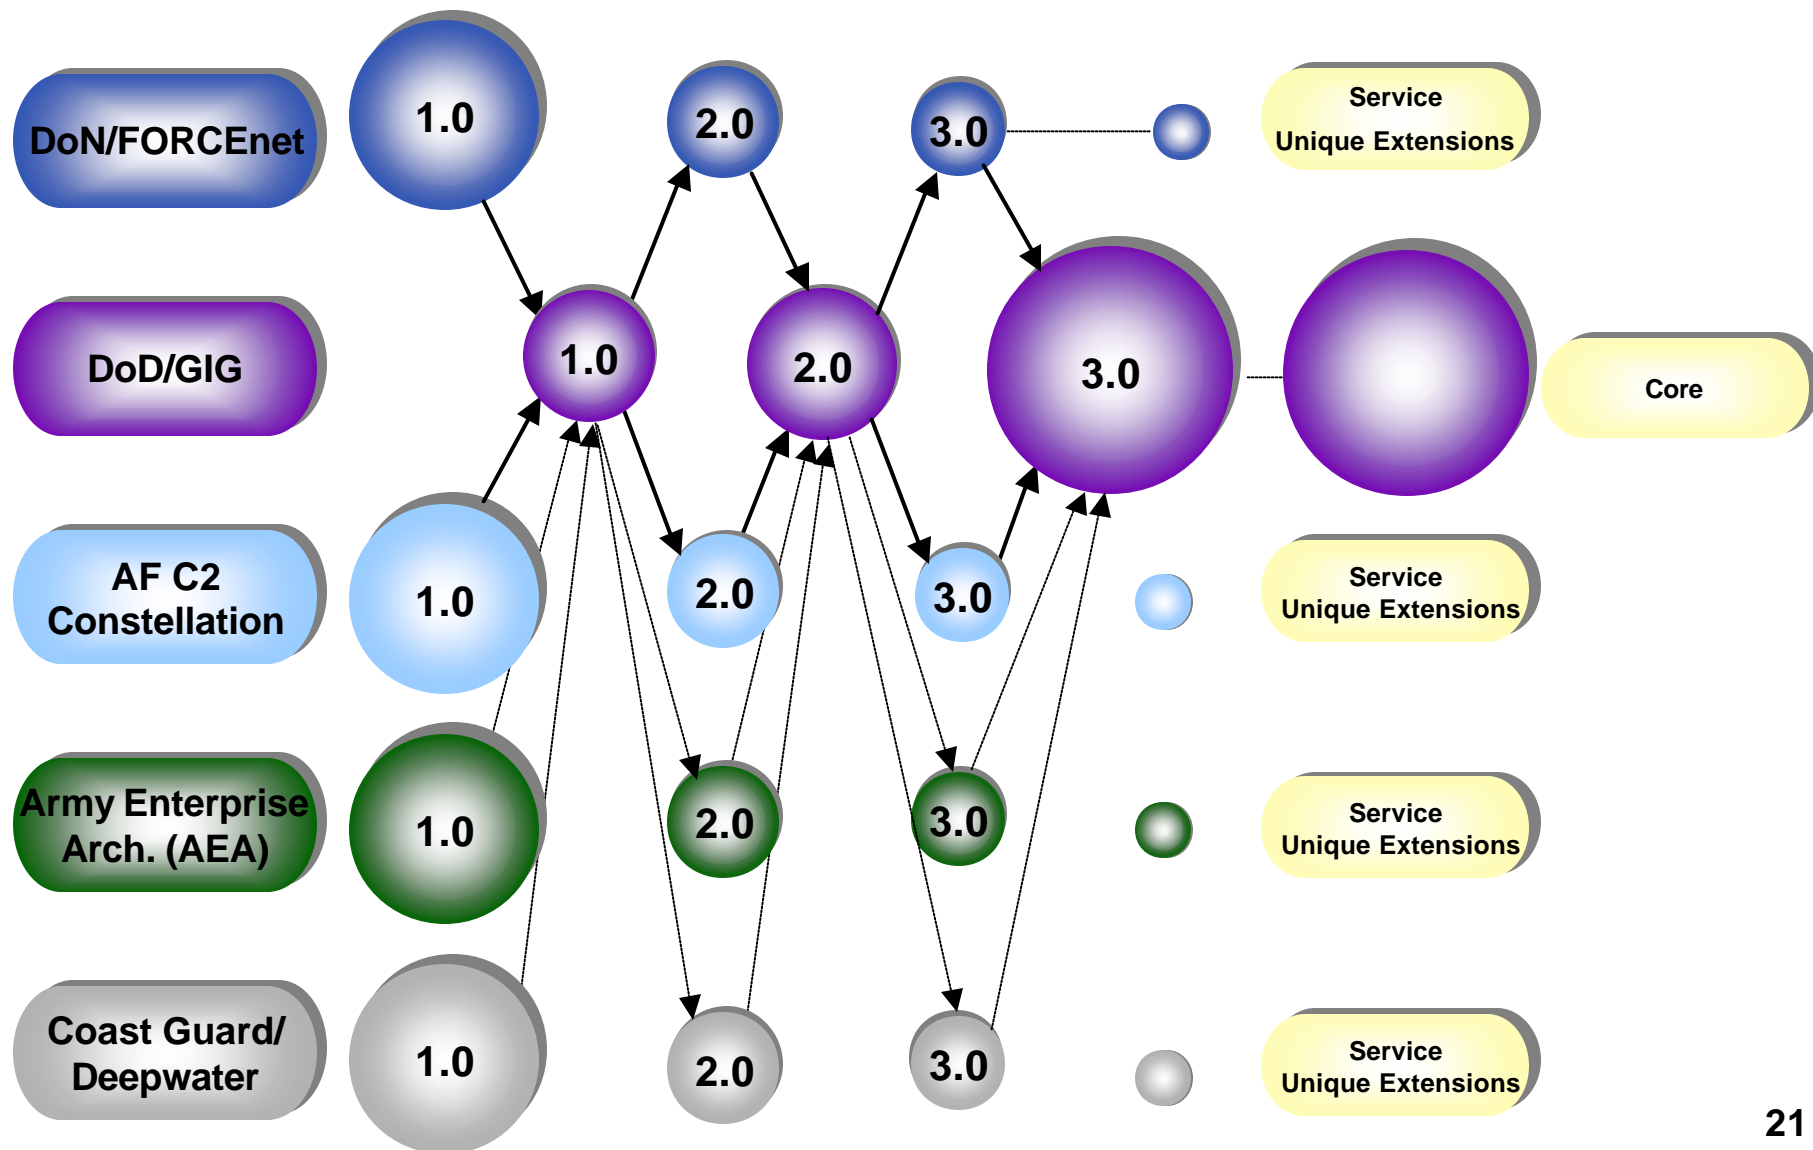 DoN/FORCEnet
1.0
2.0
3.0
Service
Unique Extensions
DoD/GIG
1.0
2.0
3.0
Core
AF C2
Constellation
1.0
2.0
3.0
Service
Unique Extensions
Army Enterprise
Arch. (AEA)
1.0
2.0
3.0
Service
Unique Extensions
Coast Guard/
Deepwater
1.0
2.0
3.0
Service
Unique Extensions
21